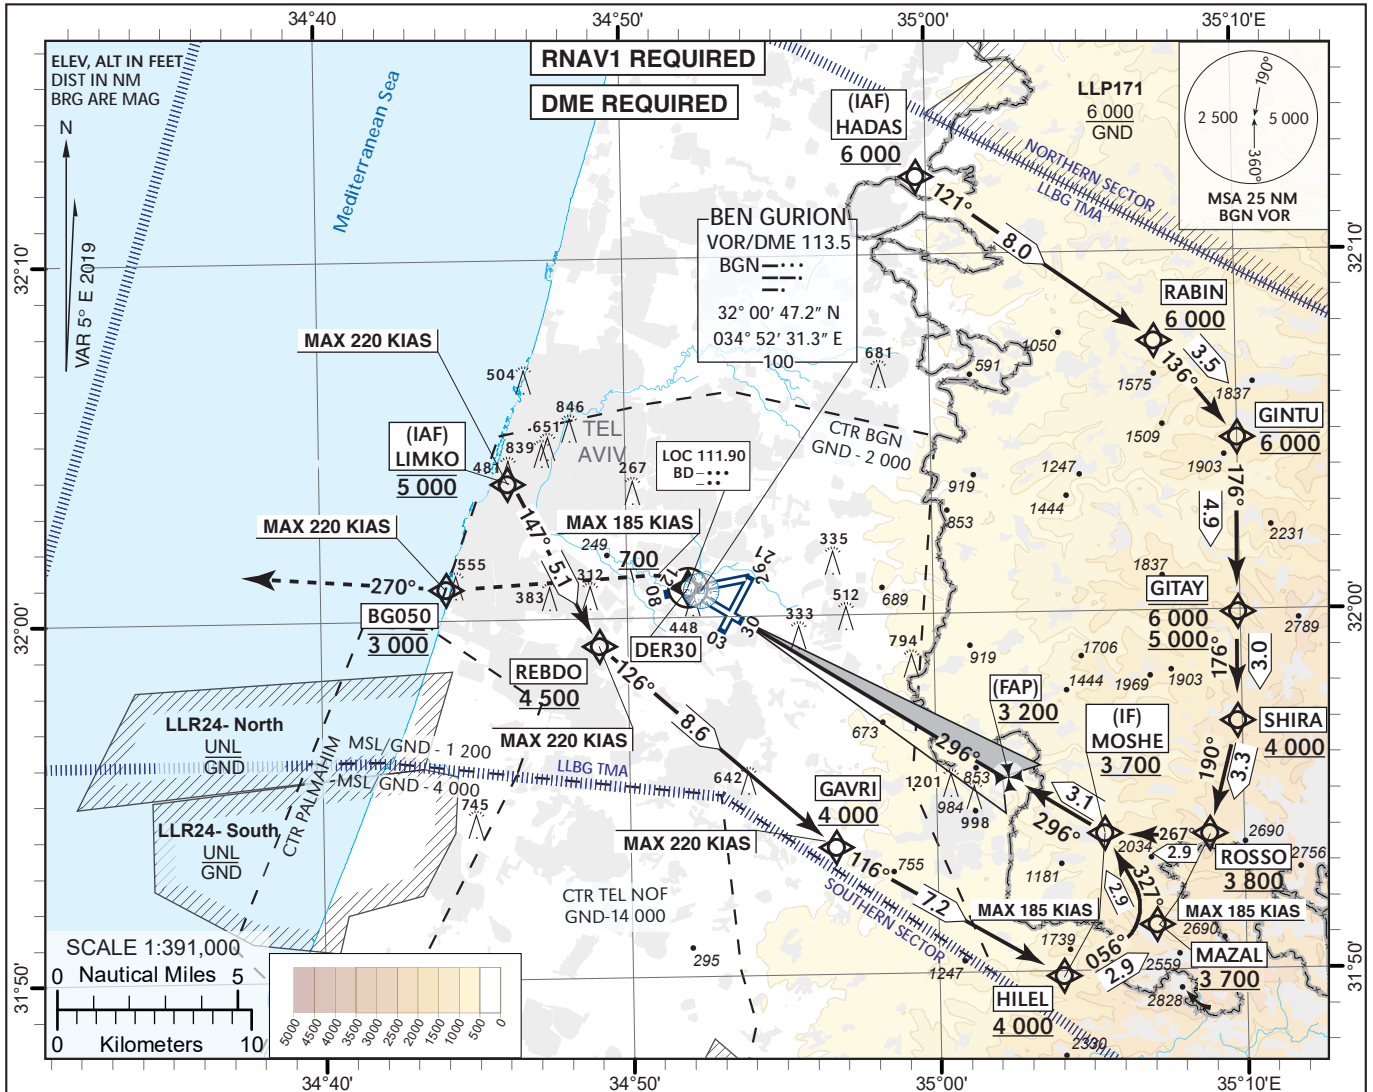 34°40'
34°50'
35°00'
35°10'E
ELEV, ALT IN FEET
DIST IN NM
BRG ARE MAG
N
VAR 5° E 2019
Mediterranean Sea
RNAV1 REQUIRED
DME REQUIRED
(IAF)
HADAS
6 000
LLP171
6 000
GND
190°
2 500
5 000
360°
MSA 25 NM
BGN VOR
NORTHERN SECTOR
LLBG TMA
121°
8.0
BEN GURION
VOR/DME 113.5
BGN
32° 00' 47.2" N
034° 52' 31.3" E
100
32°10'
32°10'
RABIN
6 000
MAX 220 KIAS
1050
3.5
136°
681
591
1575
1837
504
GINTU
6 000
846
TEL
AVIV
651
839
481
(IAF)
LIMKO
5 000
CTR BGN
GND - 2 000
1509
1903
LOC 111.90
BD
267
1247
919
1444
176°
4.9
147°
5.1
MAX 220 KIAS
MAX 185 KIAS
249
700
853
2231
335
26
21
1837
555
270°
383
312
12
08
689
512
GITAY
6 000
5 000
BG050
3 000
32°00'
32°00'
448
03
30
333
2789
DER30
794
919
1706
176°
3.0
REBDO
4 500
126°
1444
1969
1903
(FAP)
3 200
(IF)
MOSHE
3 700
SHIRA
4 000
LLR24- North
UNL
GND
8.6
673
296°
MAX 220 KIAS
MSL/GND - 1 200
LLBG TMA
MSL GND - 4 000
190°
3.3
CTR PALMAHIM
642
1201
853
984
998
3.1
296°
GAVRI
4 000
745
LLR24- South
UNL
GND
267°
2.9
2034
2690
ROSSO
3 800
2756
MAX 220 KIAS
116°
755
1181
7.2
SOUTHERN SECTOR
CTR TEL NOF
GND-14 000
MAX 185 KIAS
327°
2.9
MAX 185 KIAS
2690
SCALE 1:391,000
0 Nautical Miles 5
0 Kilometers 10
295
1739
056°
2.9
2559
MAZAL
3 700
1247
2828
HILEL
4 000
31°50'
31°50'
5000
4500
4000
3500
3000
2500
2000
1500
1000
500
0
34°40'
34°50'
35°00'
35°10'E